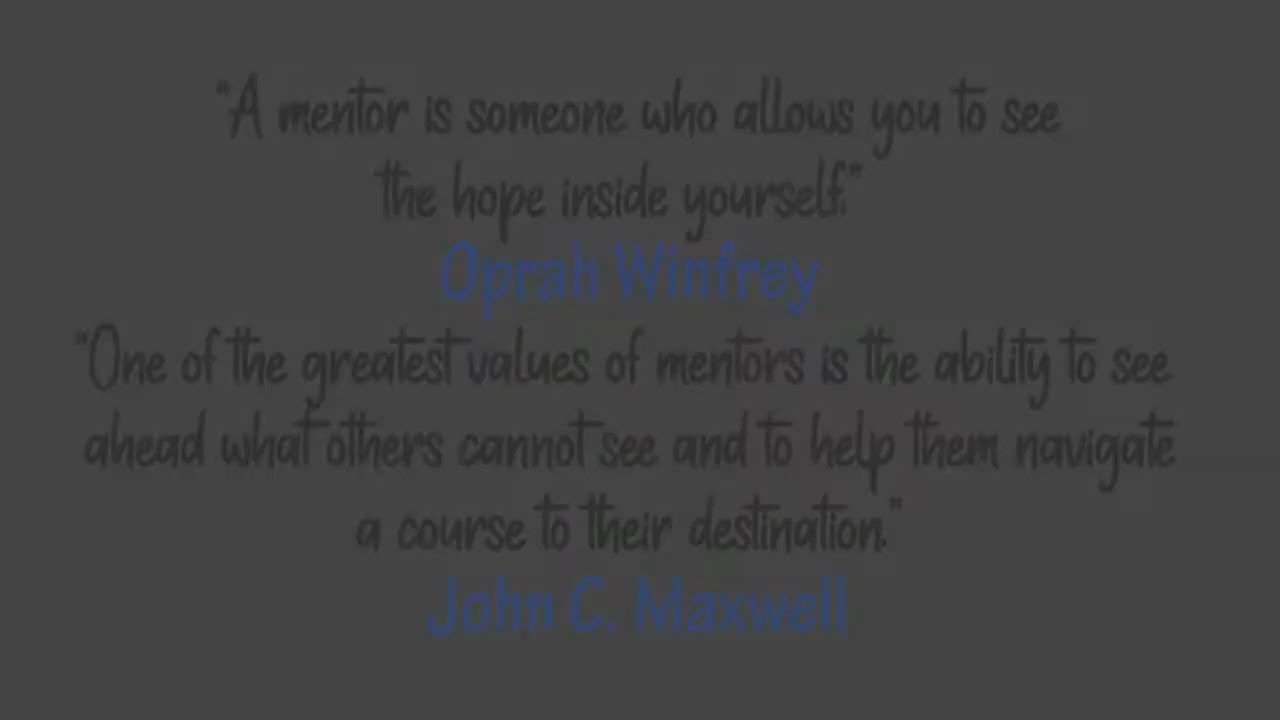 "A mentor is someone who allows you to see
the hope inside yourself."
Oprah Winfrey
"One of the greatest values of mentors is the ability to see
ahead what others cannot see and to help them navigate
a course to their destination."
John C. Maxwell